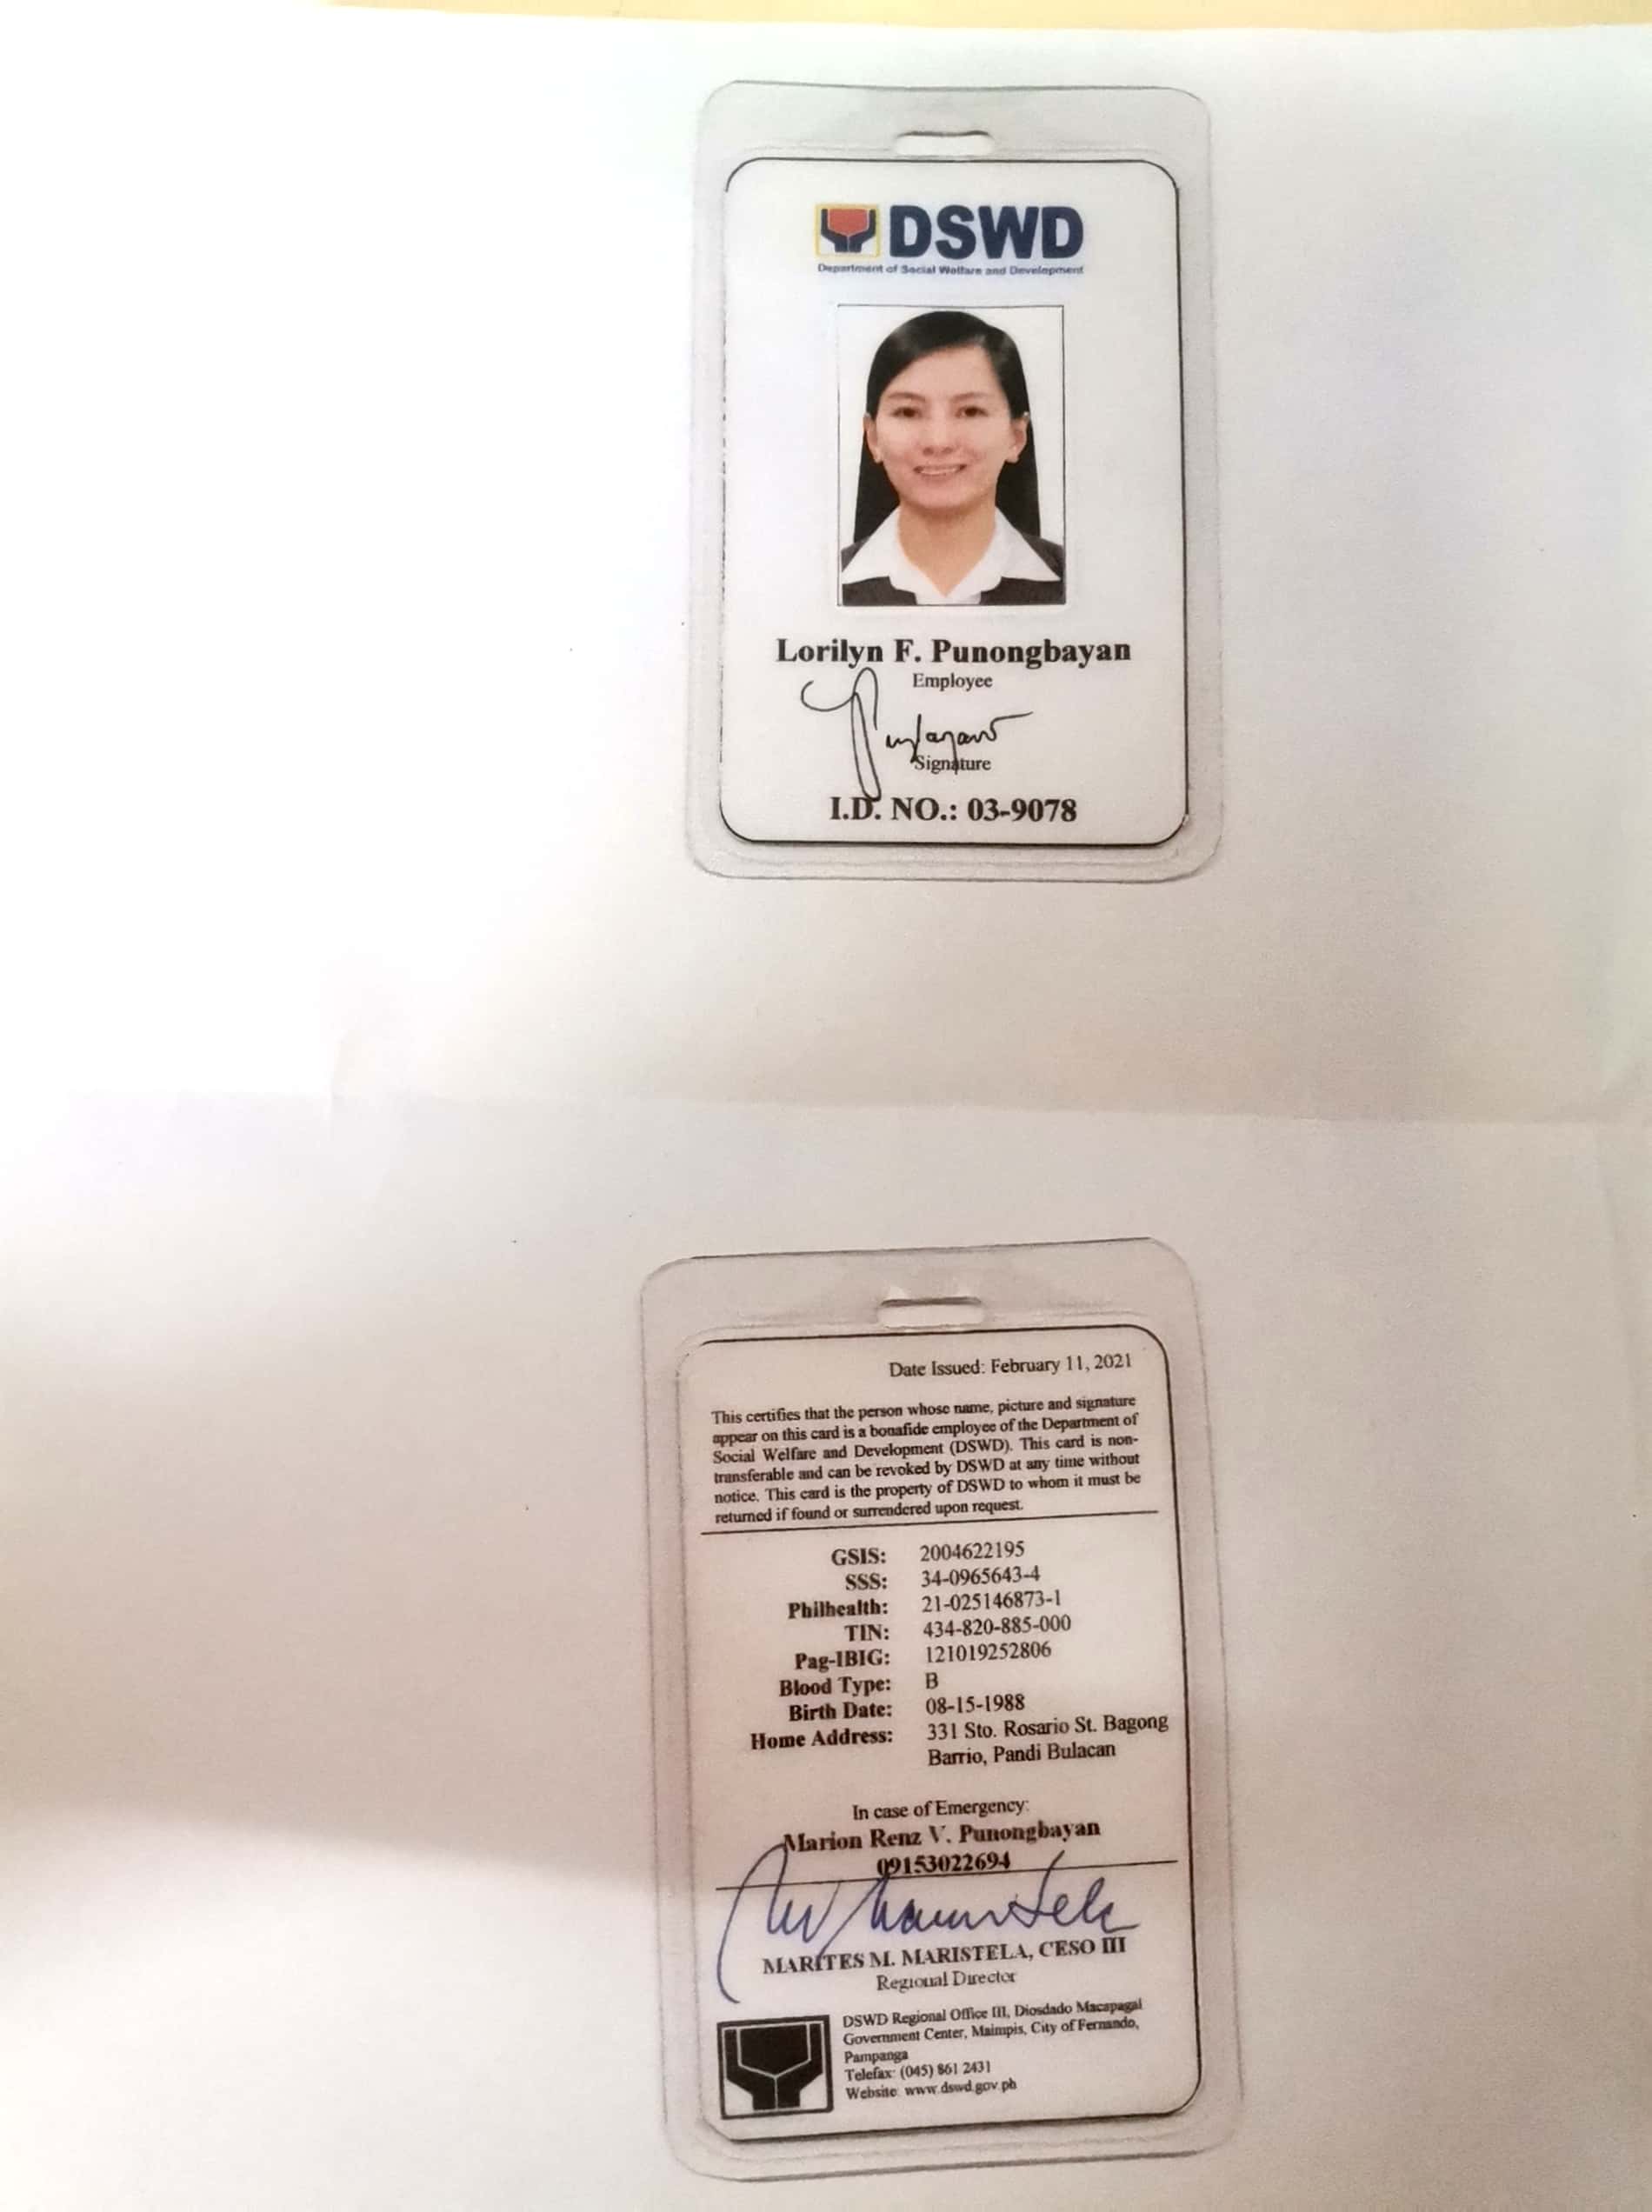 DSWD
Department of Social Welfare and Development
Lorilyn F. Punongbayan
Employee
Signature
I.D. NO.: 03-9078
Date Issued: February 11, 2021
This certifies that the person whose name, picture and signature
appear on this card is a bonafide employee of the Department of
Social Welfare and Development (DSWD). This card is non-
transferable and can be revoked by DSWD at any time without
notice. This card is the property of DSWD to whom it must be
returned if found or surrendered upon request.
GSIS: 2004622195
SSS: 34-0965643-4
Philhealth: 21-025146873-1
TIN: 434-820-885-000
Pag-IBIG: 121019252806
Blood Type: B
Birth Date: 08-15-1988
Home Address: 331 Sto. Rosario St. Bagong
Barrio, Pandi Bulacan
In case of Emergency:
Marion Renz V. Punongbayan
09153022694
MARITES M. MARISTELA, CESO III
Regional Director
DSWD Regional Office III, Diosdado Macapagal
Government Center, Maimpis, City of Fernando,
Pampanga
Telefax: (045) 861 2431
Website: www.dswd.gov.ph